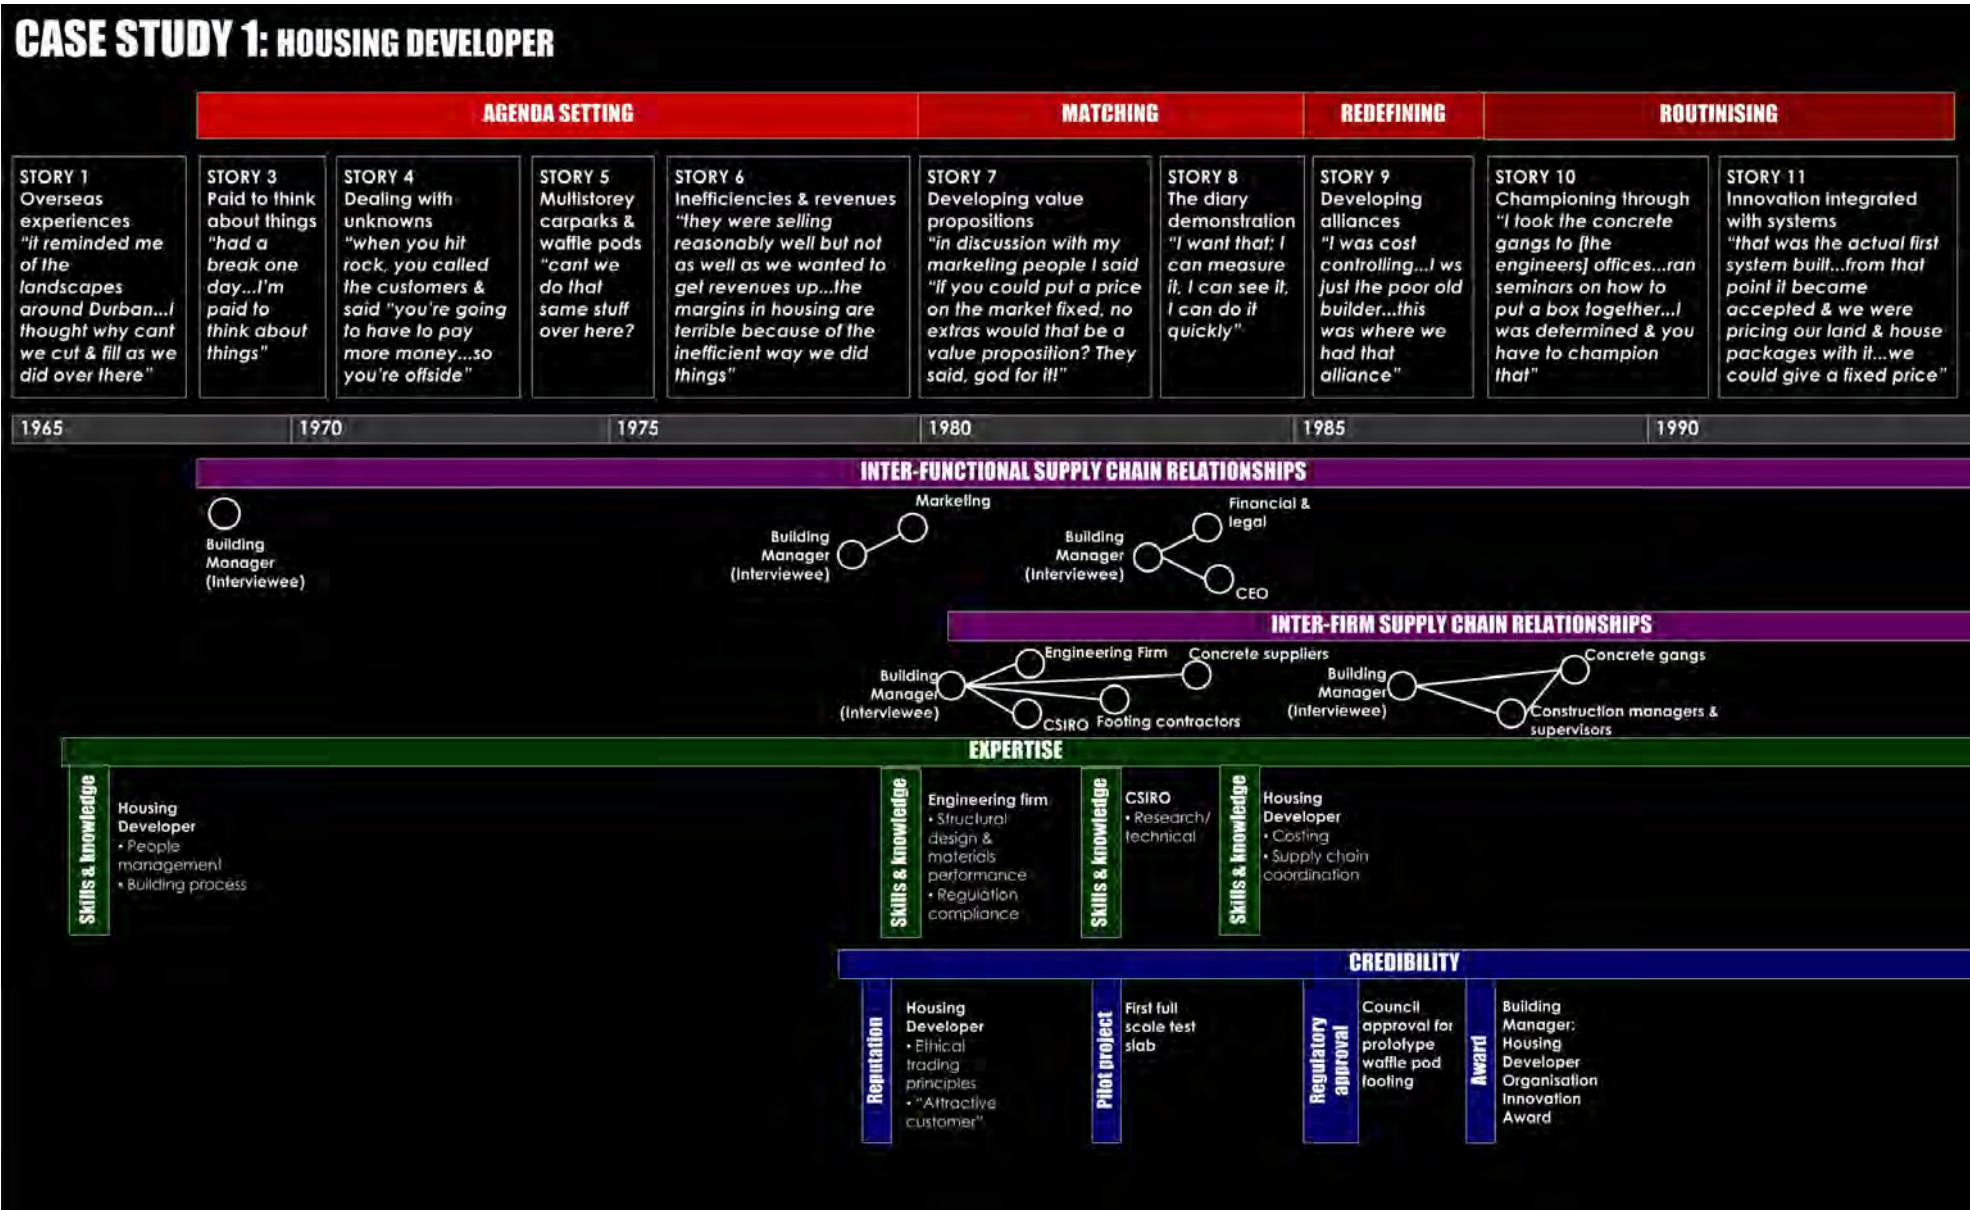 CASE STUDY 1: HOUSING DEVELOPER
AGENDA SETTING
MATCHING
REDEFINING
ROUTINISING
STORY 1
Overseas
experiences
"it reminded me
of the
landscapes
around Durban...I
thought why cant
we cut & fill as we
did over there"
STORY 3
Paid to think
about things
"had a
break one
day...I'm
paid to
think about
things"
STORY 4
Dealing with
unknowns
"when you hit
rock, you called
the customers &
said "you're going
to have to pay
more money...so
you're offside"
STORY 5
Multistorey
carparks &
waffle pods
"cant we
do that
same stuff
over here?
STORY 6
Inefficiencies & revenues
"they were selling
reasonably well but not
as well as we wanted to
get revenues up...the
margins in housing are
terrible because of the
inefficient way we did
things"
STORY 7
Developing value
propositions
"in discussion with my
marketing people I said
"if you could put a price
on the market fixed, no
extras would that be a
value proposition? They
said, god for it!"
STORY 8
The diary
demonstration
"I want that; I
can measure
it, I can see it,
I can do it
quickly"
STORY 9
Developing
alliances
"I was cost
controlling...I ws
just the poor old
builder...this
was where we
had that
alliance"
STORY 10
Championing through
"I took the concrete
gangs to [the
engineers] offices...ran
seminars on how to
put a box together...I
was determined & you
have to champion
that"
STORY 11
Innovation integrated
with systems
"that was the actual first
system built...from that
point it became
accepted & we were
pricing our land & house
packages with it...we
could give a fixed price"
1965
1970
1975
1980
1985
1990
INTER-FUNCTIONAL SUPPLY CHAIN RELATIONSHIPS
Building
Manager
(Interviewee)
Marketing
Building
Manager
(Interviewee)
Financial &
legal
Building
Manager
(Interviewee)
CEO
INTER-FIRM SUPPLY CHAIN RELATIONSHIPS
Engineering Firm
Concrete suppliers
Building
Manager
(Interviewee)
CSIRO
Footing contractors
Concrete gangs
Building
Manager
(Interviewee)
Construction managers &
supervisors
EXPERTISE
Skills & knowledge
Housing
Developer
• People
management
• Building process
Skills & knowledge
Engineering firm
• Structural
design &
materials
performance
• Regulation
compliance
Skills & knowledge
CSIRO
• Research/
technical
Skills & knowledge
Housing
Developer
• Costing
• Supply chain
coordination
CREDIBILITY
Reputation
Housing
Developer
• Ethical
trading
principles
• "Attractive
customer"
Pilot project
First full
scale test
slab
Regulatory
approval
Council
approval for
prototype
waffle pod
footing
Award
Building
Manager:
Housing
Developer
Organisation
Innovation
Award